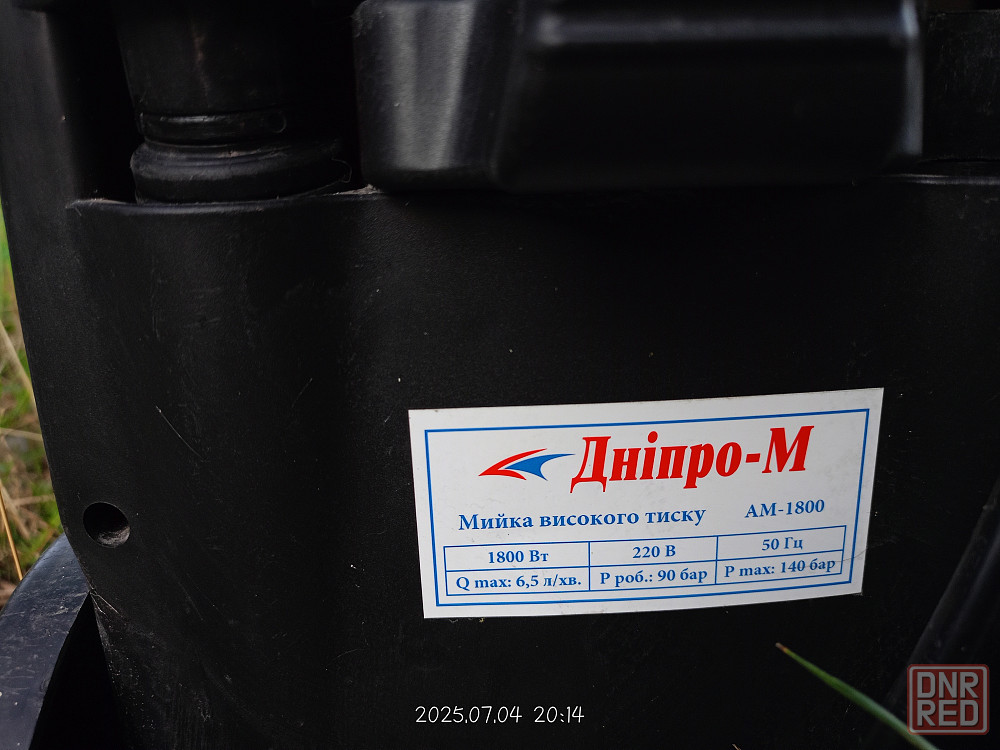 Дніпро-М
Мийка високого тиску АМ-1800
1800 Вт 220 В 50 Гц
Q max: 6,5 л/хв. Р роб.: 90 бар Р max: 140 бар
2025.07.04 20:14
DNR
RED